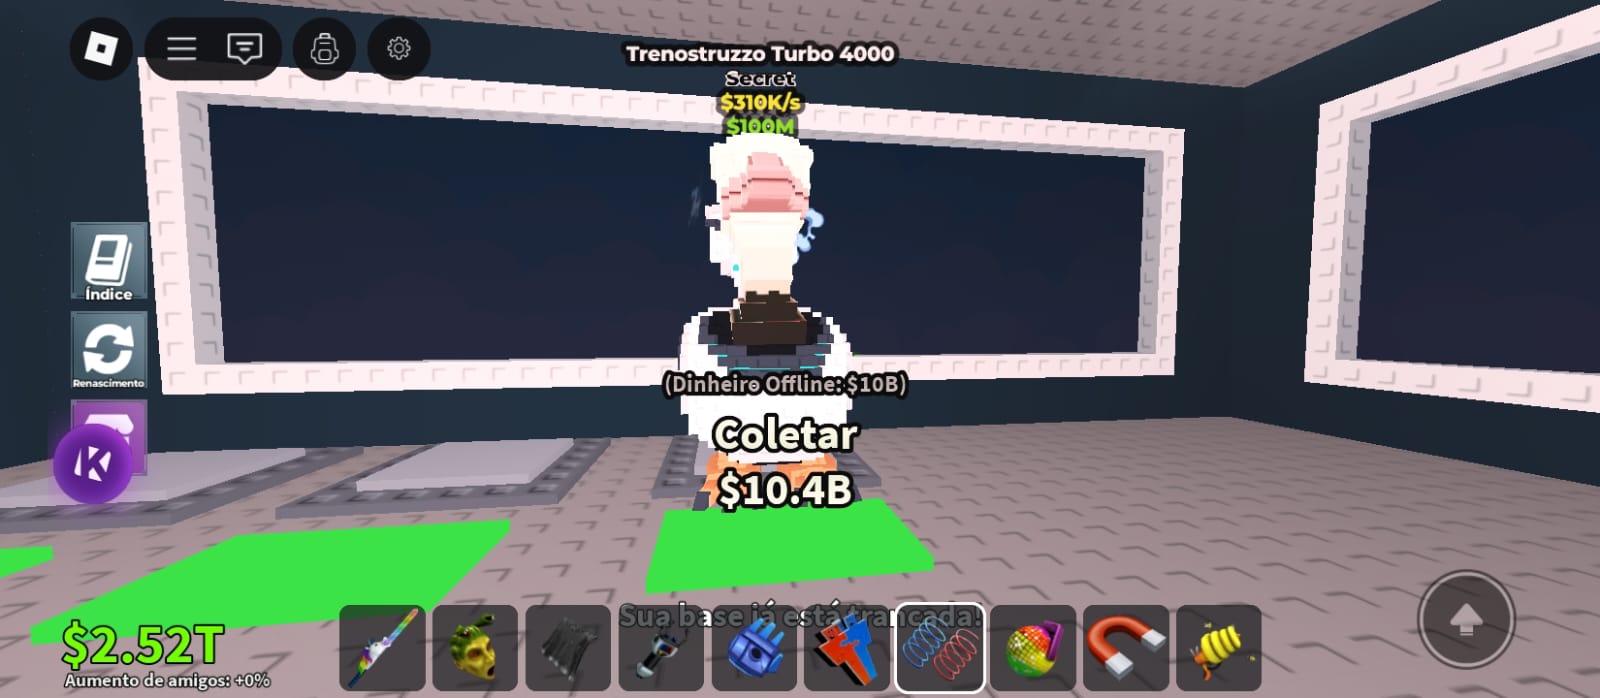 Trenostruzzo Turbo 4000
Secret
$310K/s
$100M
Índice
Renascimento
(Dinheiro Offline: $10B)
Coletar
$10.4B
Sua base já está trancada!
$2.52T
Aumento de amigos: +0%